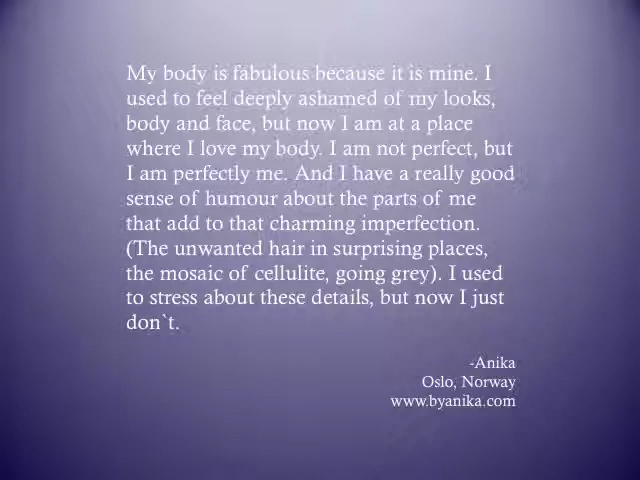 My body is fabulous because it is mine. I
used to feel deeply ashamed of my looks,
body and face, but now I am at a place
where I love my body. I am not perfect, but
I am perfectly me. And I have a really good
sense of humour about the parts of me
that add to that charming imperfection.
(The unwanted hair in surprising places,
the mosaic of cellulite, going grey). I used
to stress about these details, but now I just
don`t.
-Anika
Oslo, Norway
www.byanika.com